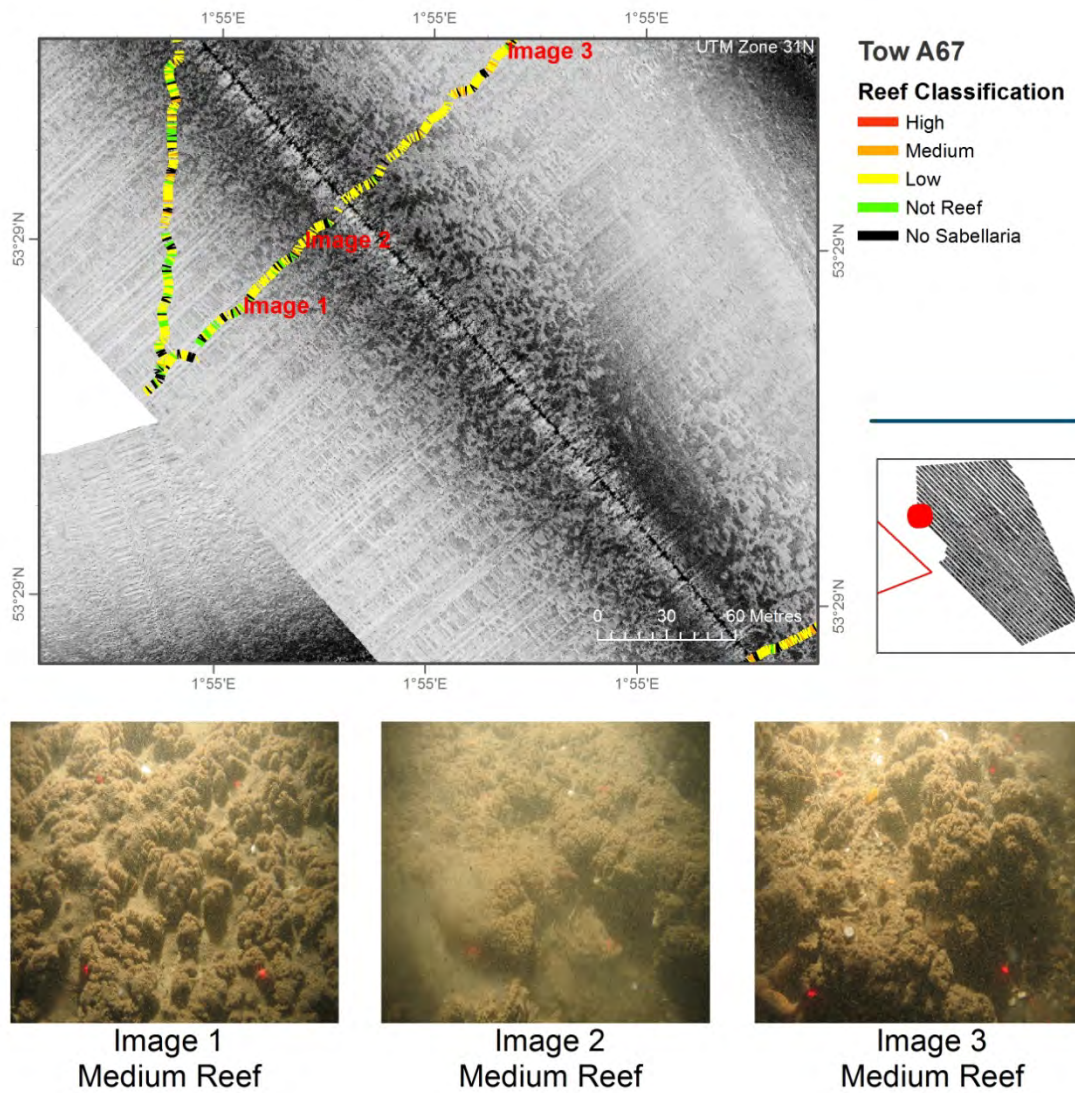 1°55'E 1°55'E 1°55'E
UTM Zone 31N
Image 3
Image 2
Image 1
53°29'N 53°29'N
53°29'N 53°29'N
0 30 60 Metres
1°55'E 1°55'E 1°55'E
Tow A67
Reef Classification
High
Medium
Low
Not Reef
No Sabellaria
Image 1
Medium Reef
Image 2
Medium Reef
Image 3
Medium Reef